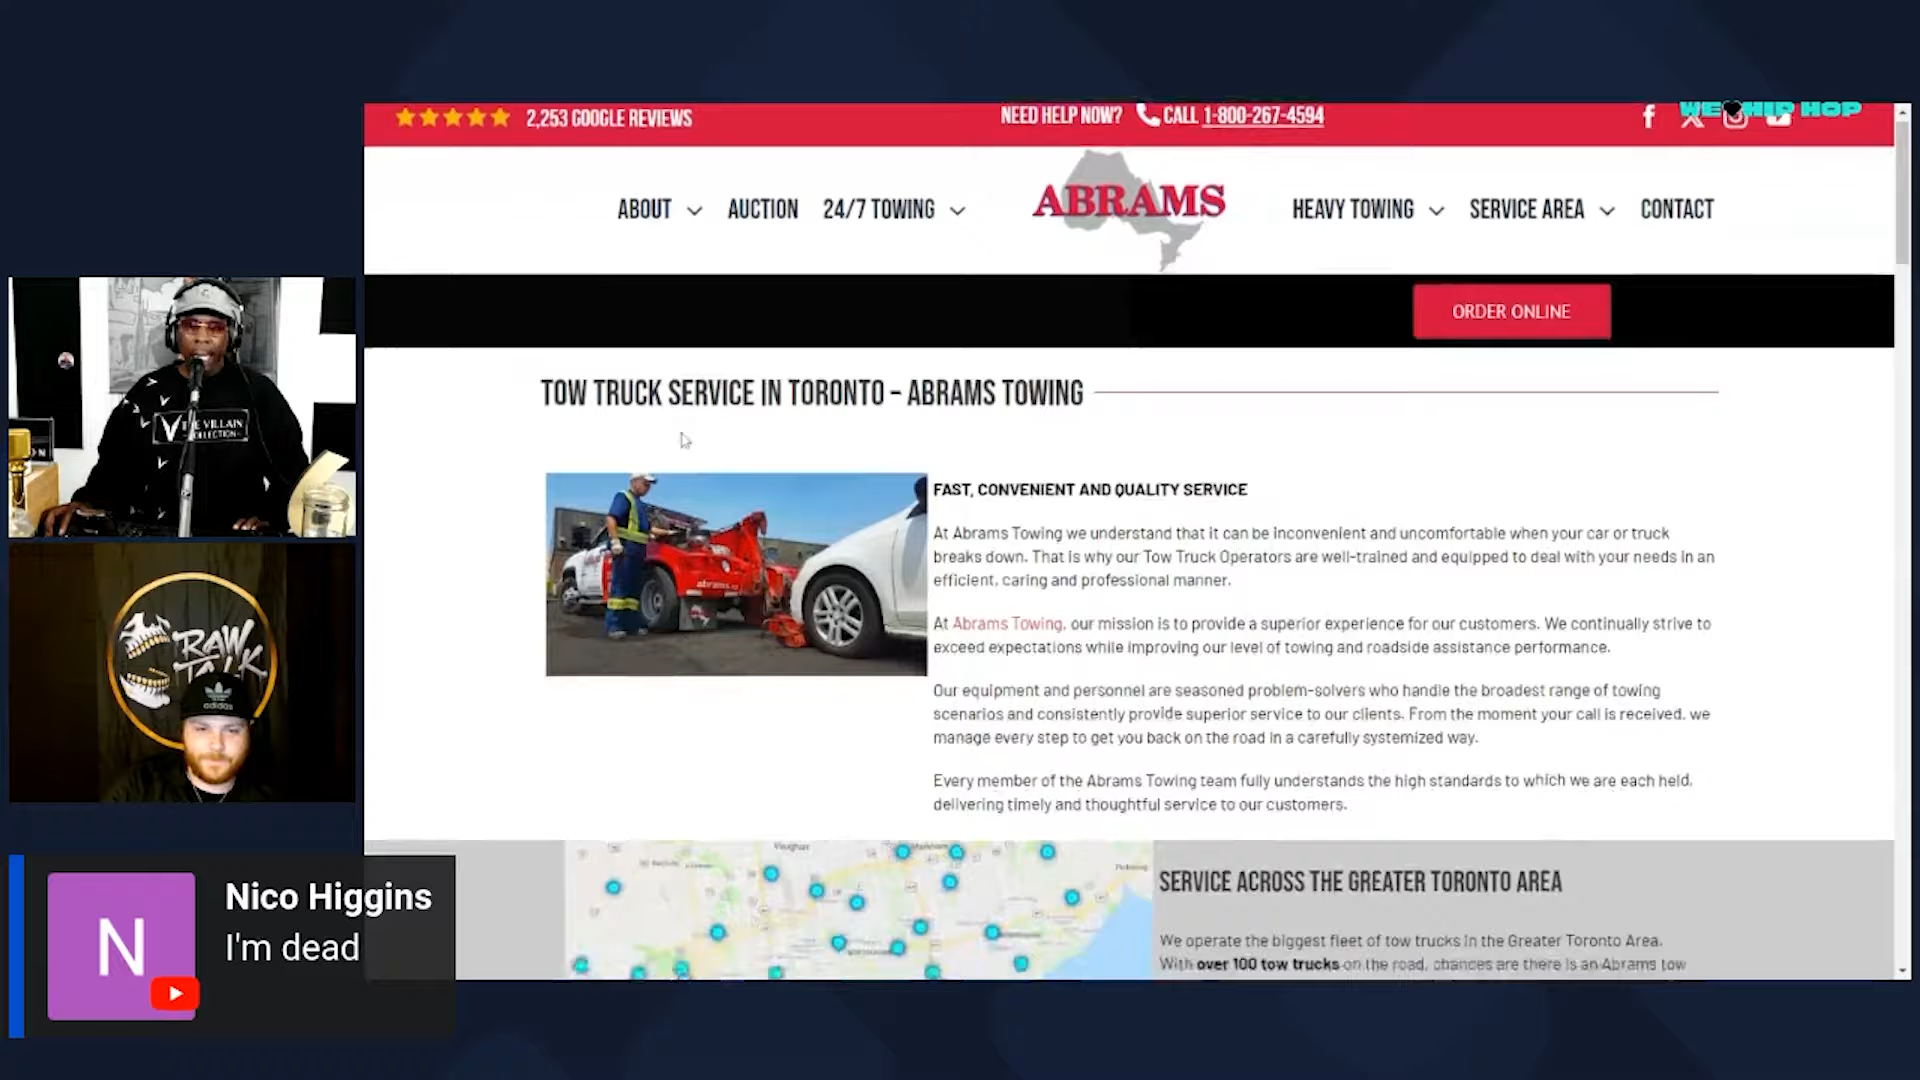 2,253 GOOGLE REVIEWS
NEED HELP NOW? CALL 1-800-267-4594
WE HIP HOP
ABOUT
AUCTION
24/7 TOWING
ABRAMS
HEAVY TOWING
SERVICE AREA
CONTACT
ORDER ONLINE
TOW TRUCK SERVICE IN TORONTO – ABRAMS TOWING
FAST, CONVENIENT AND QUALITY SERVICE
At Abrams Towing we understand that it can be inconvenient and uncomfortable when your car or truck
breaks down. That is why our Tow Truck Operators are well-trained and equipped to deal with your needs in an
efficient, caring and professional manner.
At Abrams Towing, our mission is to provide a superior experience for our customers. We continually strive to
exceed expectations while improving our level of towing and roadside assistance performance.
Our equipment and personnel are seasoned problem-solvers who handle the broadest range of towing
scenarios and consistently provide superior service to our clients. From the moment your call is received, we
manage every step to get you back on the road in a carefully systemized way.
Every member of the Abrams Towing team fully understands the high standards to which we are each held,
delivering timely and thoughtful service to our customers.
Vaughan
Markham
Pickering
SERVICE ACROSS THE GREATER TORONTO AREA
We operate the biggest fleet of tow trucks in the Greater Toronto Area.
With over 100 tow trucks on the road, chances are there is an Abrams tow
THE VILLAIN
COLLECTION
RAW
TALK
adidas
N
Nico Higgins
I'm dead